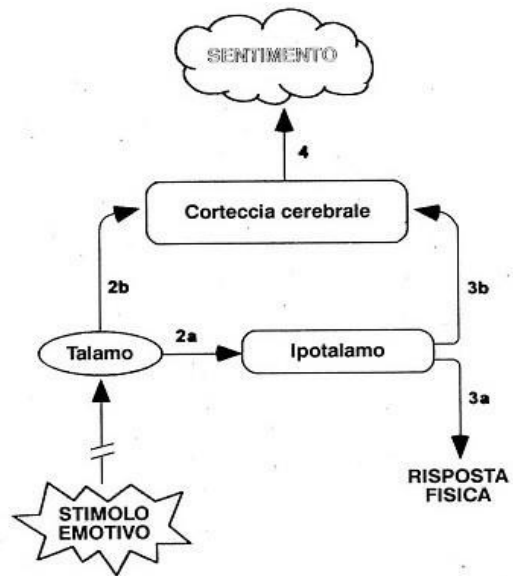 SENTIMENTO
4
Corteccia cerebrale
2b
3b
Talamo
2a
Ipotalamo
3a
STIMOLO
EMOTIVO
RISPOSTA
FISICA